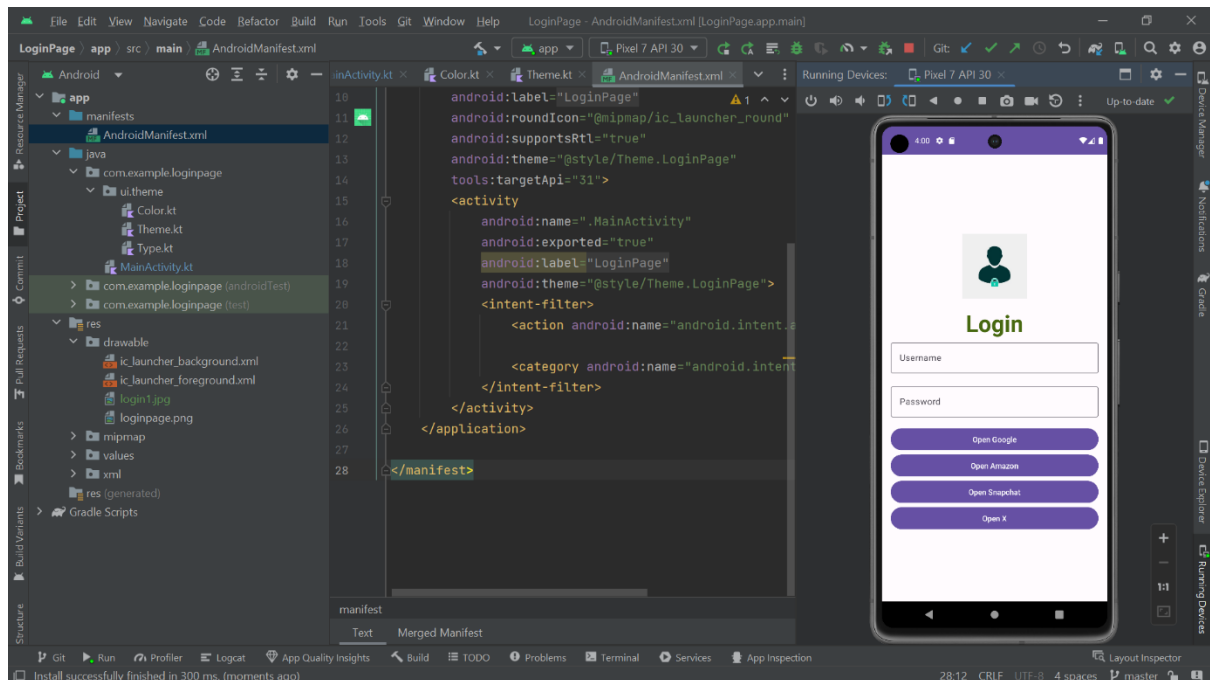 File Edit View Navigate Code Refactor Build Run Tools Git Window Help LoginPage - AndroidManifest.xml [LoginPage.app.main]
LoginPage app src main AndroidManifest.xml app Pixel 7 API 30 Git:
Android
inActivity.kt Color.kt Theme.kt AndroidManifest.xml
Running Devices: Pixel 7 API 30
Up-to-date
Resource Manager
Project
Commit
Pull Requests
Bookmarks
Build Variants
Structure
app
manifests
AndroidManifest.xml
java
com.example.loginpage
ui.theme
Color.kt
Theme.kt
Type.kt
MainActivity.kt
com.example.loginpage (androidTest)
com.example.loginpage (test)
res
drawable
ic_launcher_background.xml
ic_launcher_foreground.xml
login1.jpg
loginpage.png
mipmap
values
xml
res (generated)
Gradle Scripts
1
10 android:label="LoginPage"
11 android:roundIcon="@mipmap/ic_launcher_round"
12 android:supportsRtl="true"
13 android:theme="@style/Theme.LoginPage"
14 tools:targetApi="31">
15 <activity
16 android:name=".MainActivity"
17 android:exported="true"
18 android:label="LoginPage"
19 android:theme="@style/Theme.LoginPage">
20 <intent-filter>
21 <action android:name="android.intent.a
22
23 <category android:name="android.intent
24 </intent-filter>
25 </activity>
26 </application>
27
28 </manifest>
manifest
Text Merged Manifest
4:00
Login
Username
Password
Open Google
Open Amazon
Open Snapchat
Open X
1:1
Device Manager
Notifications
Gradle
Device Explorer
Running Devices
Git Run Profiler Logcat App Quality Insights Build TODO Problems Terminal Services App Inspection Layout Inspector
Install successfully finished in 300 ms. (moments ago) 28:12 CRLF UTF-8 4 spaces master